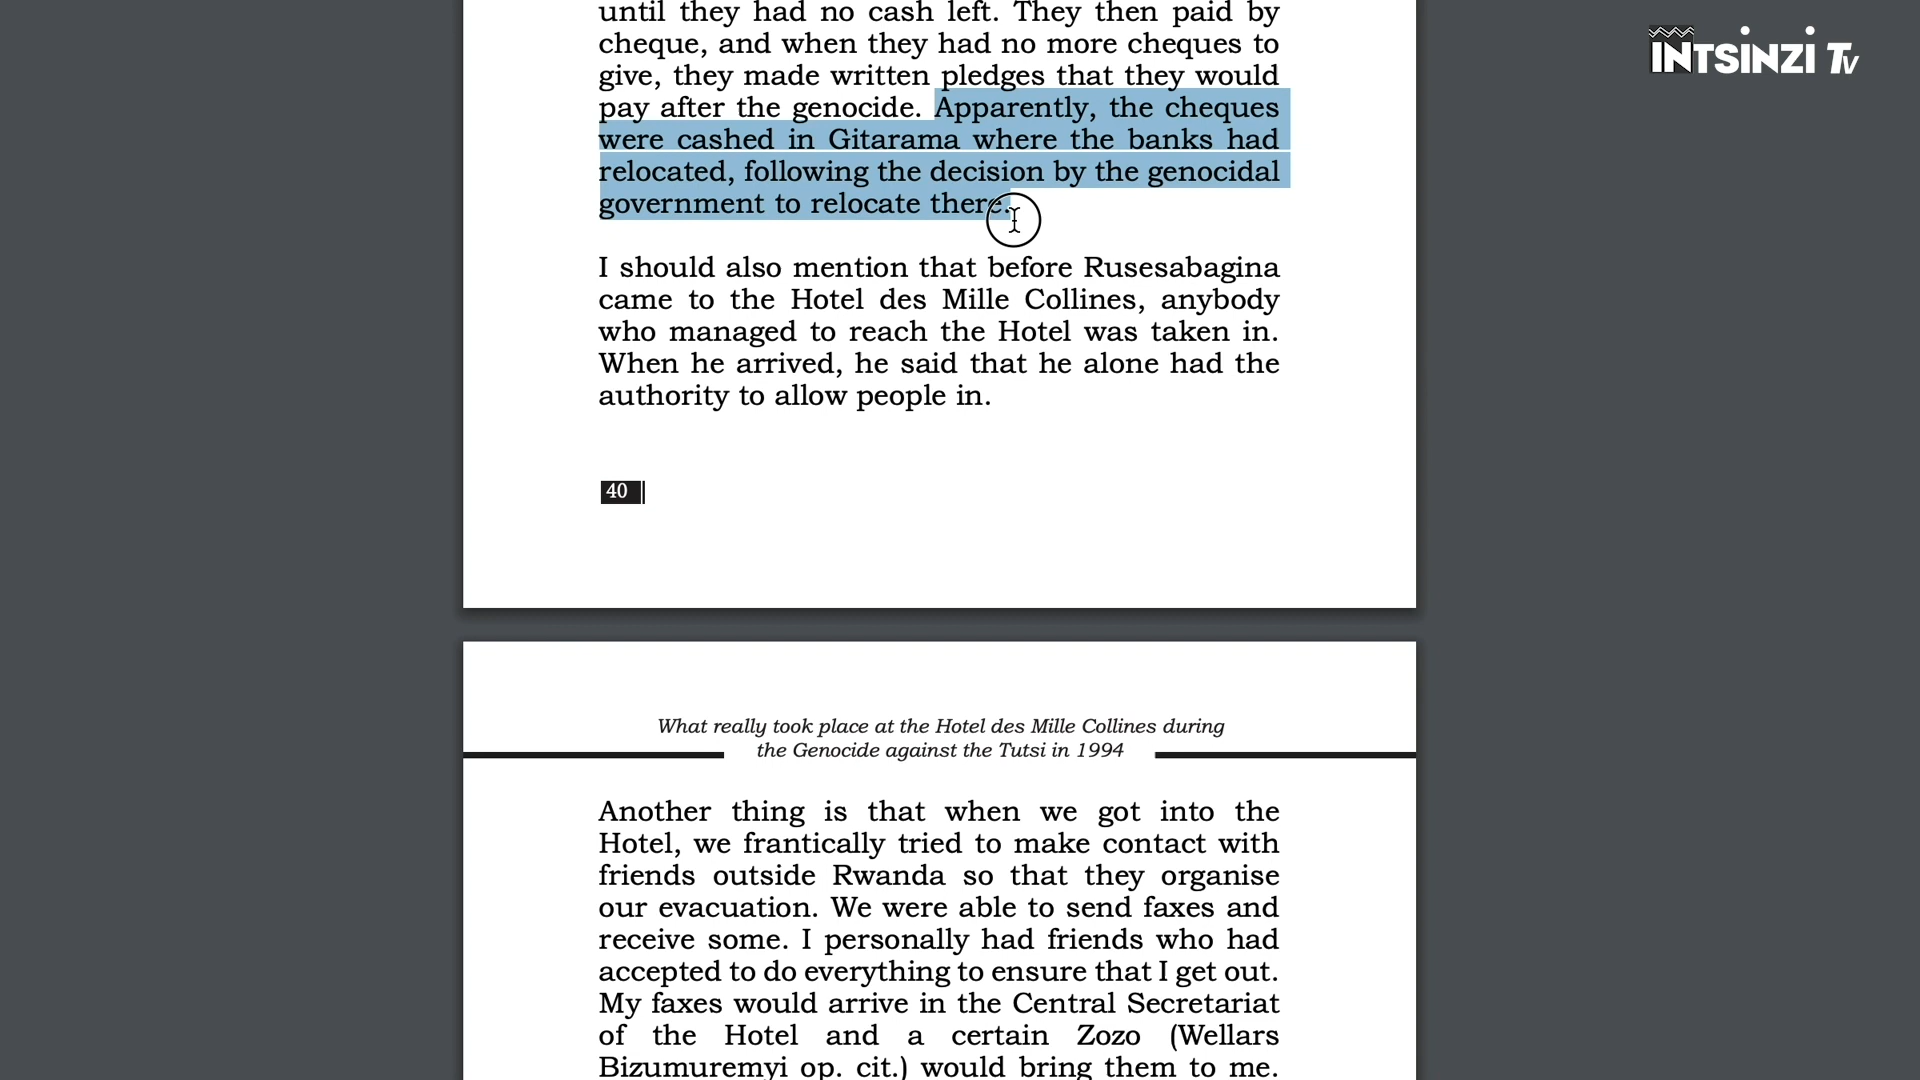 until they had no cash left. They then paid by
cheque, and when they had no more cheques to
give, they made written pledges that they would
pay after the genocide. Apparently, the cheques
were cashed in Gitarama where the banks had
relocated, following the decision by the genocidal
government to relocate there.
I should also mention that before Rusesabagina
came to the Hotel des Mille Collines, anybody
who managed to reach the Hotel was taken in.
When he arrived, he said that he alone had the
authority to allow people in.
40
What really took place at the Hotel des Mille Collines during
the Genocide against the Tutsi in 1994
Another thing is that when we got into the
Hotel, we frantically tried to make contact with
friends outside Rwanda so that they organise
our evacuation. We were able to send faxes and
receive some. I personally had friends who had
accepted to do everything to ensure that I get out.
My faxes would arrive in the Central Secretariat
of the Hotel and a certain Zozo (Wellars
Bizumuremyi op. cit.) would bring them to me.
INTSINZI TV